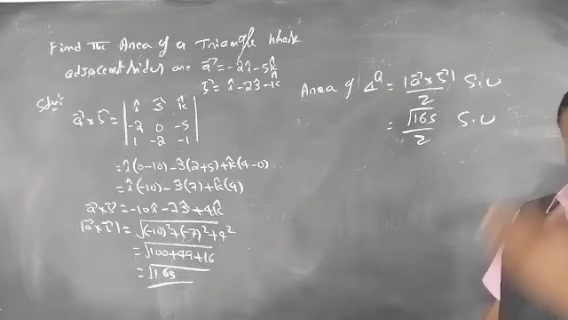 Find The Area of a Triangle whose
adjacent sides are a⃗ = -2î-5k̂
b⃗ = î-2ĵ-k̂
Soln:
a⃗×b⃗ = | î ĵ k̂ |
| -2 0 -5 |
| 1 -2 -1 |
= î(0-10)-ĵ(2+5)+k̂(4-0)
= î(-10)-ĵ(7)+k̂(4)
a⃗×b⃗ = -10î-7ĵ+4k̂
|a⃗×b⃗| = √(-10)²+(-7)²+4²
= √100+49+16
= √165
Area of Δle = |a⃗×b⃗|/2 S.U
= √165/2 S.U